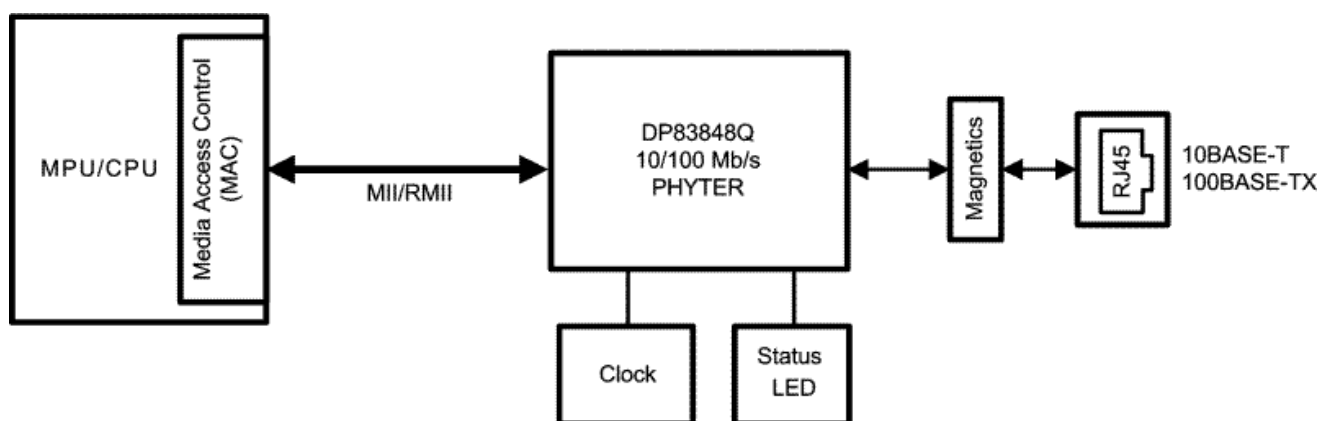 MPU/CPU
Media Access Control
(MAC)
MII/RMII
DP83848Q
10/100 Mb/s
PHYTER
Magnetics
RJ45
10BASE-T
100BASE-TX
Clock
Status
LED